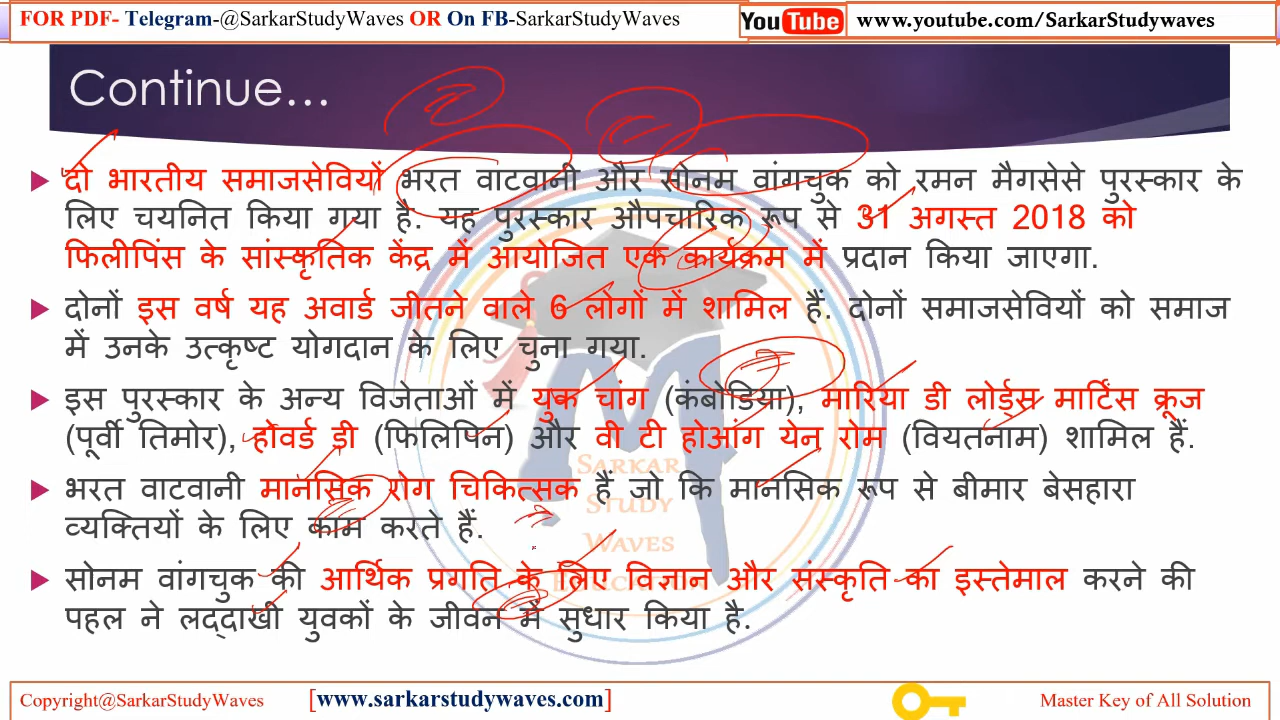 FOR PDF- Telegram-@SarkarStudyWaves OR On FB-SarkarStudyWaves
YouTube
www.youtube.com/SarkarStudywaves
Continue…
दो भारतीय समाजसेवियों भरत वाटवानी और सोनम वांगचुक को रमन मैगसेसे पुरस्कार के
लिए चयनित किया गया है. यह पुरस्कार औपचारिक रूप से 31 अगस्त 2018 को
फिलीपिंस के सांस्कृतिक केंद्र में आयोजित एक कार्यक्रम में प्रदान किया जाएगा.
दोनों इस वर्ष यह अवार्ड जीतने वाले 6 लोगों में शामिल हैं. दोनों समाजसेवियों को समाज
में उनके उत्कृष्ट योगदान के लिए चुना गया.
इस पुरस्कार के अन्य विजेताओं में युक चांग (कंबोडिया), मारिया डी लोर्ड्स मार्टिंस क्रूज
(पूर्वी तिमोर), होवर्ड डी (फिलिपिन) और वी टी होआंग येन रोम (वियतनाम) शामिल हैं.
भरत वाटवानी मानसिक रोग चिकित्सक हैं जो कि मानसिक रूप से बीमार बेसहारा
व्यक्तियों के लिए काम करते हैं.
सोनम वांगचुक की आर्थिक प्रगति के लिए विज्ञान और संस्कृति का इस्तेमाल करने की
पहल ने लद्दाखी युवकों के जीवन में सुधार किया है.
SARKAR
STUDY
WAVES
EDUCATION
Copyright@SarkarStudyWaves
[www.sarkarstudywaves.com]
Master Key of All Solution